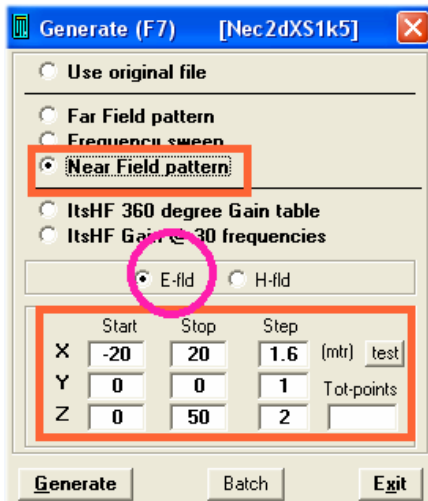 Generate (F7) [Nec2dXS1k5]
Use original file
Far Field pattern
Frequency sweep
Near Field pattern
ItsHF 360 degree Gain table
ItsHF Gain @ 30 frequencies
E-fld H-fld
Start Stop Step
X -20 20 1.6 (mtr) test
Y 0 0 1 Tot-points
Z 0 50 2
Generate Batch Exit